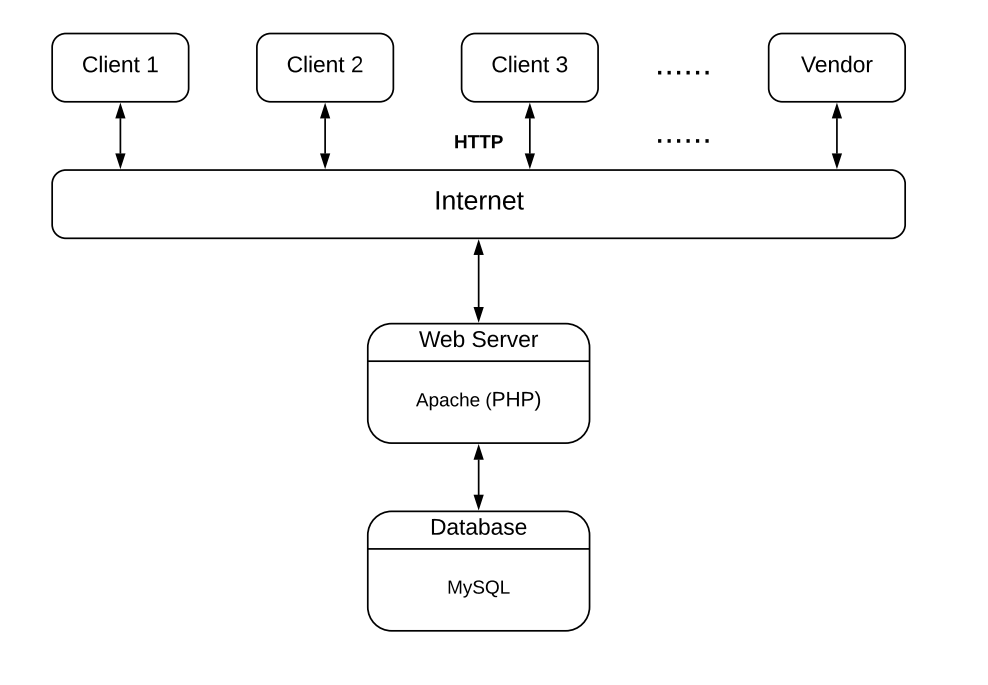 Client 1
Client 2
Client 3
......
Vendor
HTTP
......
Internet
Web Server
Apache (PHP)
Database
MySQL